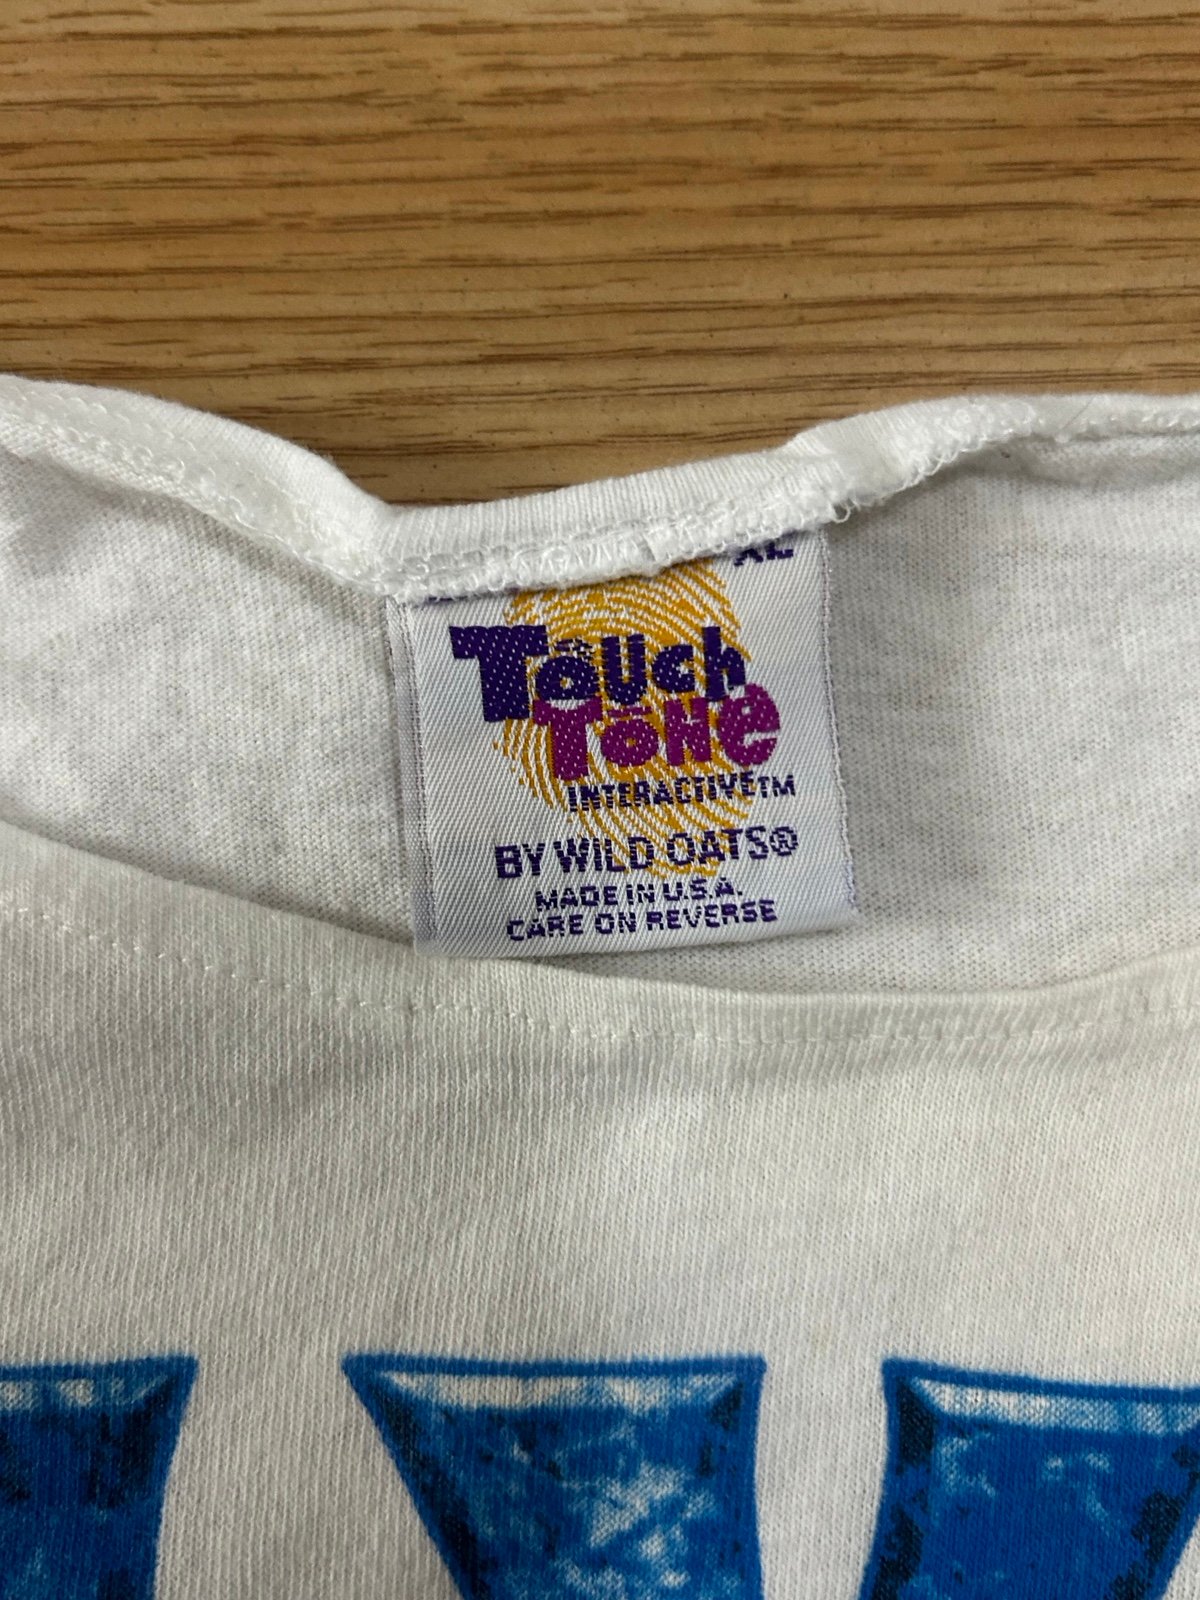 XL
Touch
Tone
INTERACTIVE™
BY WILD OATS®
MADE IN U.S.A.
CARE ON REVERSE